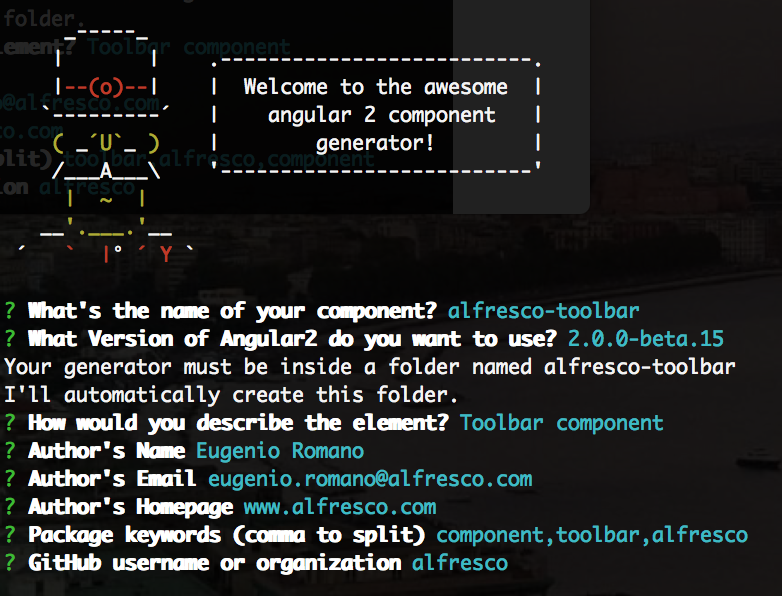 folder.
element? Toolbar component
Welcome to the awesome
angular 2 component
generator!
@alfresco.com
co.com
plit) toolbar,alfresco,component
ion alfresco
? What's the name of your component? alfresco-toolbar
? What Version of Angular2 do you want to use? 2.0.0-beta.15
Your generator must be inside a folder named alfresco-toolbar
I'll automatically create this folder.
? How would you describe the element? Toolbar component
? Author's Name Eugenio Romano
? Author's Email eugenio.romano@alfresco.com
? Author's Homepage www.alfresco.com
? Package keywords (comma to split) component,toolbar,alfresco
? GitHub username or organization alfresco